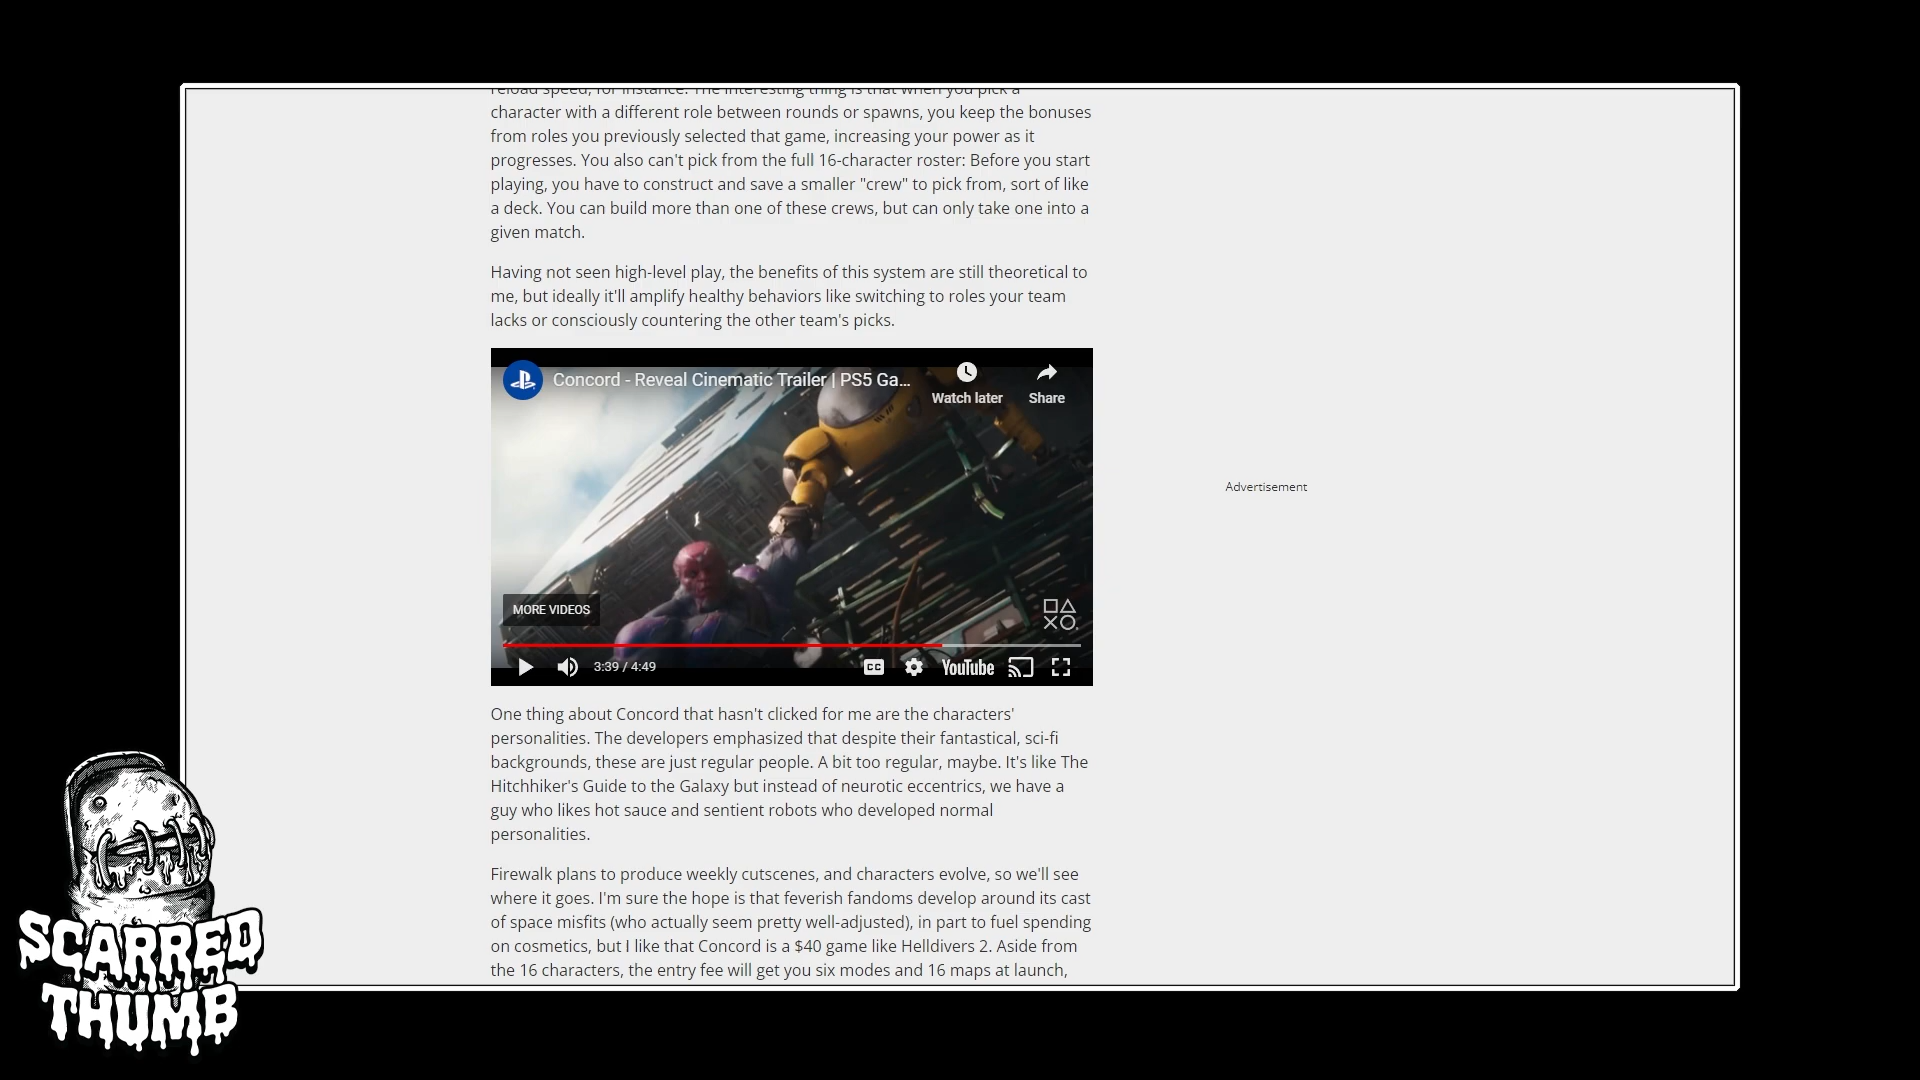 reload speed, for instance. The interesting thing is that when you pick a
character with a different role between rounds or spawns, you keep the bonuses
from roles you previously selected that game, increasing your power as it
progresses. You also can't pick from the full 16-character roster: Before you start
playing, you have to construct and save a smaller "crew" to pick from, sort of like
a deck. You can build more than one of these crews, but can only take one into a
given match.
Having not seen high-level play, the benefits of this system are still theoretical to
me, but ideally it'll amplify healthy behaviors like switching to roles your team
lacks or consciously countering the other team's picks.
Concord - Reveal Cinematic Trailer | PS5 Ga...
Watch later
Share
MORE VIDEOS
3:39 / 4:49
CC
YouTube
Advertisement
One thing about Concord that hasn't clicked for me are the characters'
personalities. The developers emphasized that despite their fantastical, sci-fi
backgrounds, these are just regular people. A bit too regular, maybe. It's like The
Hitchhiker's Guide to the Galaxy but instead of neurotic eccentrics, we have a
guy who likes hot sauce and sentient robots who developed normal
personalities.
Firewalk plans to produce weekly cutscenes, and characters evolve, so we'll see
where it goes. I'm sure the hope is that feverish fandoms develop around its cast
of space misfits (who actually seem pretty well-adjusted), in part to fuel spending
on cosmetics, but I like that Concord is a $40 game like Helldivers 2. Aside from
the 16 characters, the entry fee will get you six modes and 16 maps at launch,
SCARRED
THUMB